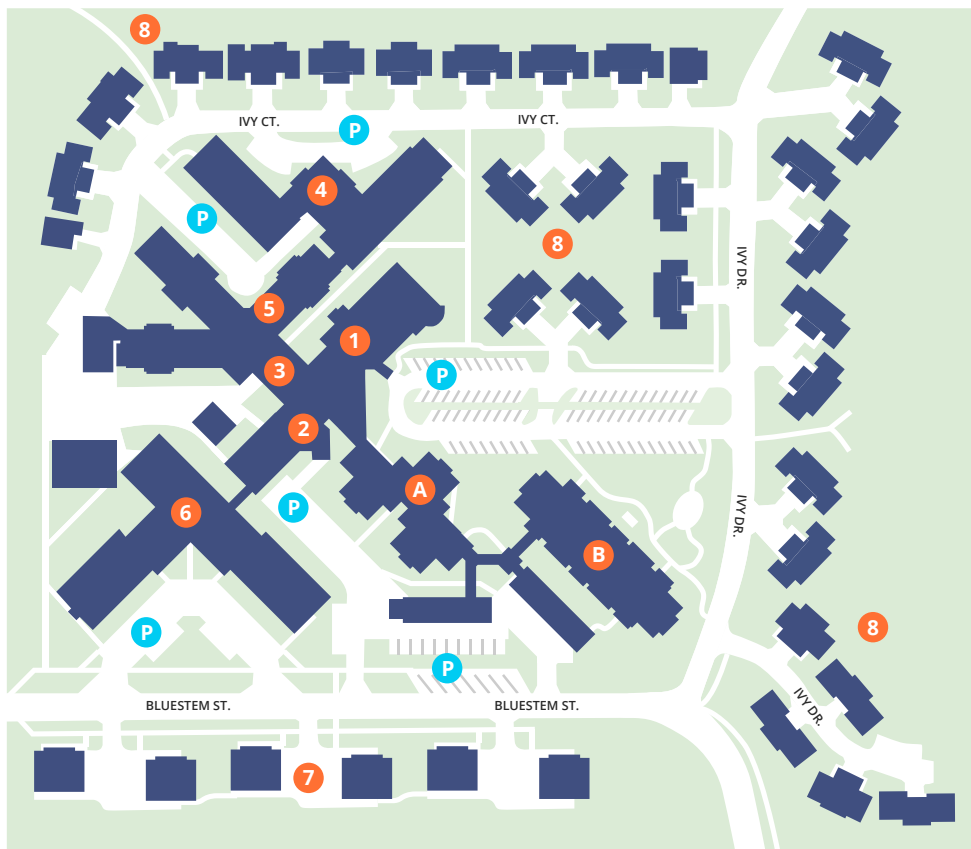 8
IVY CT.
P
IVY CT.
4
P
8
IVY DR.
5
1
3
P
2
A
P
6
IVY DR.
B
P
8
P
IVY DR.
BLUESTEM ST.
BLUESTEM ST.
7